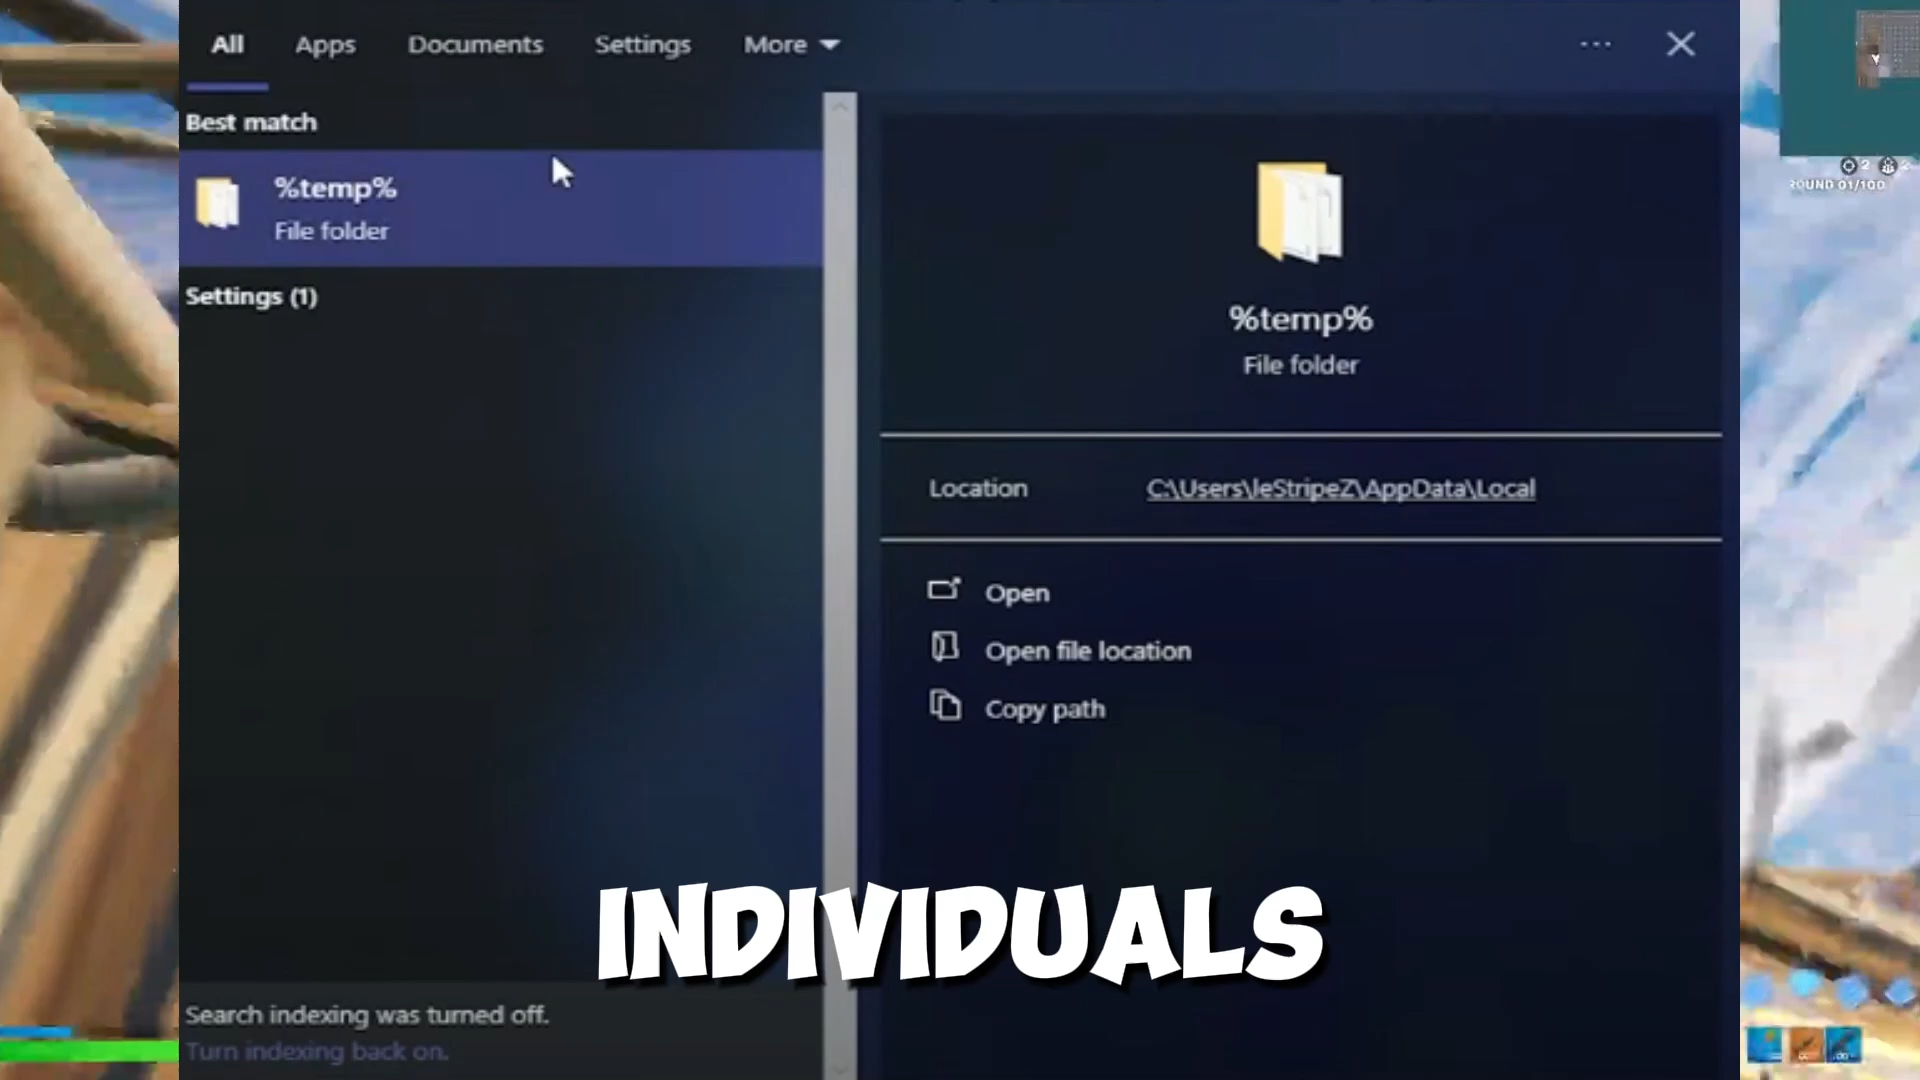 All Apps Documents Settings More
Best match
%temp%
File folder
Settings (1)
%temp%
File folder
Location C:\Users\leStripeZ\AppData\Local
Open
Open file location
Copy path
INDIVIDUALS
Search indexing was turned off.
Turn indexing back on.
2
ROUND 01/100